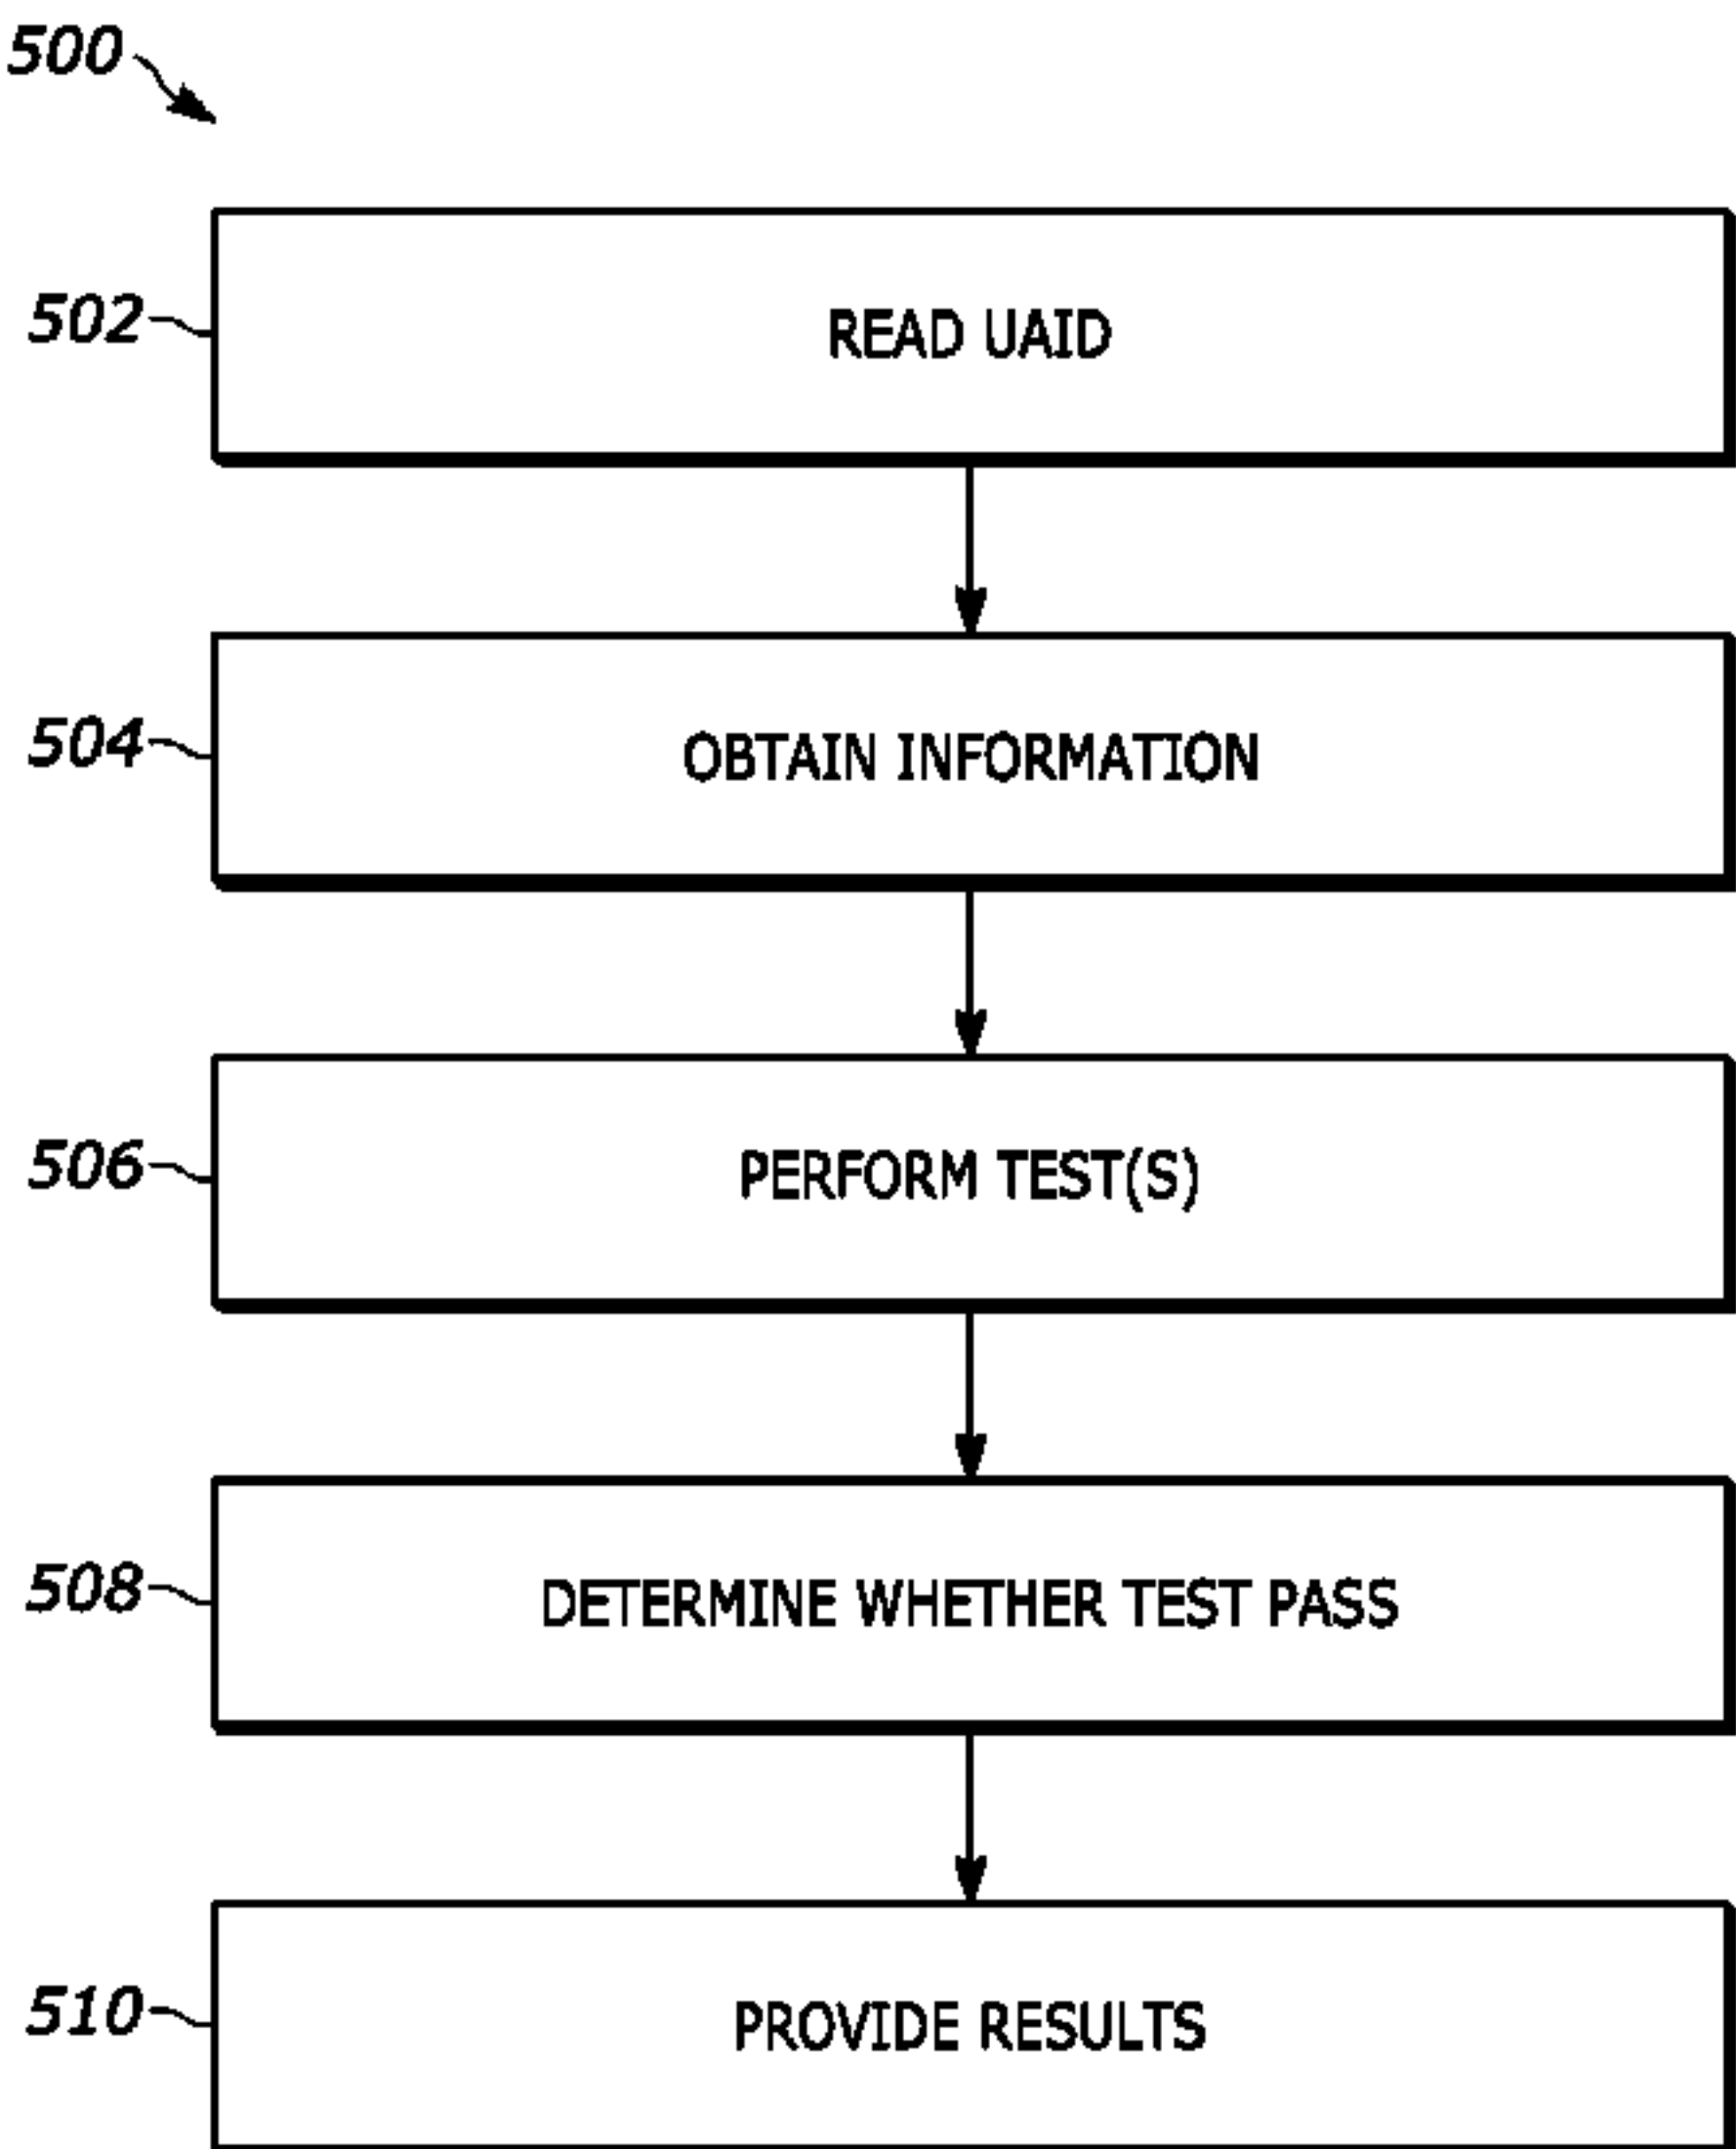 500
502
READ UAID
504
OBTAIN INFORMATION
506
PERFORM TEST(S)
508
DETERMINE WHETHER TEST PASS
510
PROVIDE RESULTS